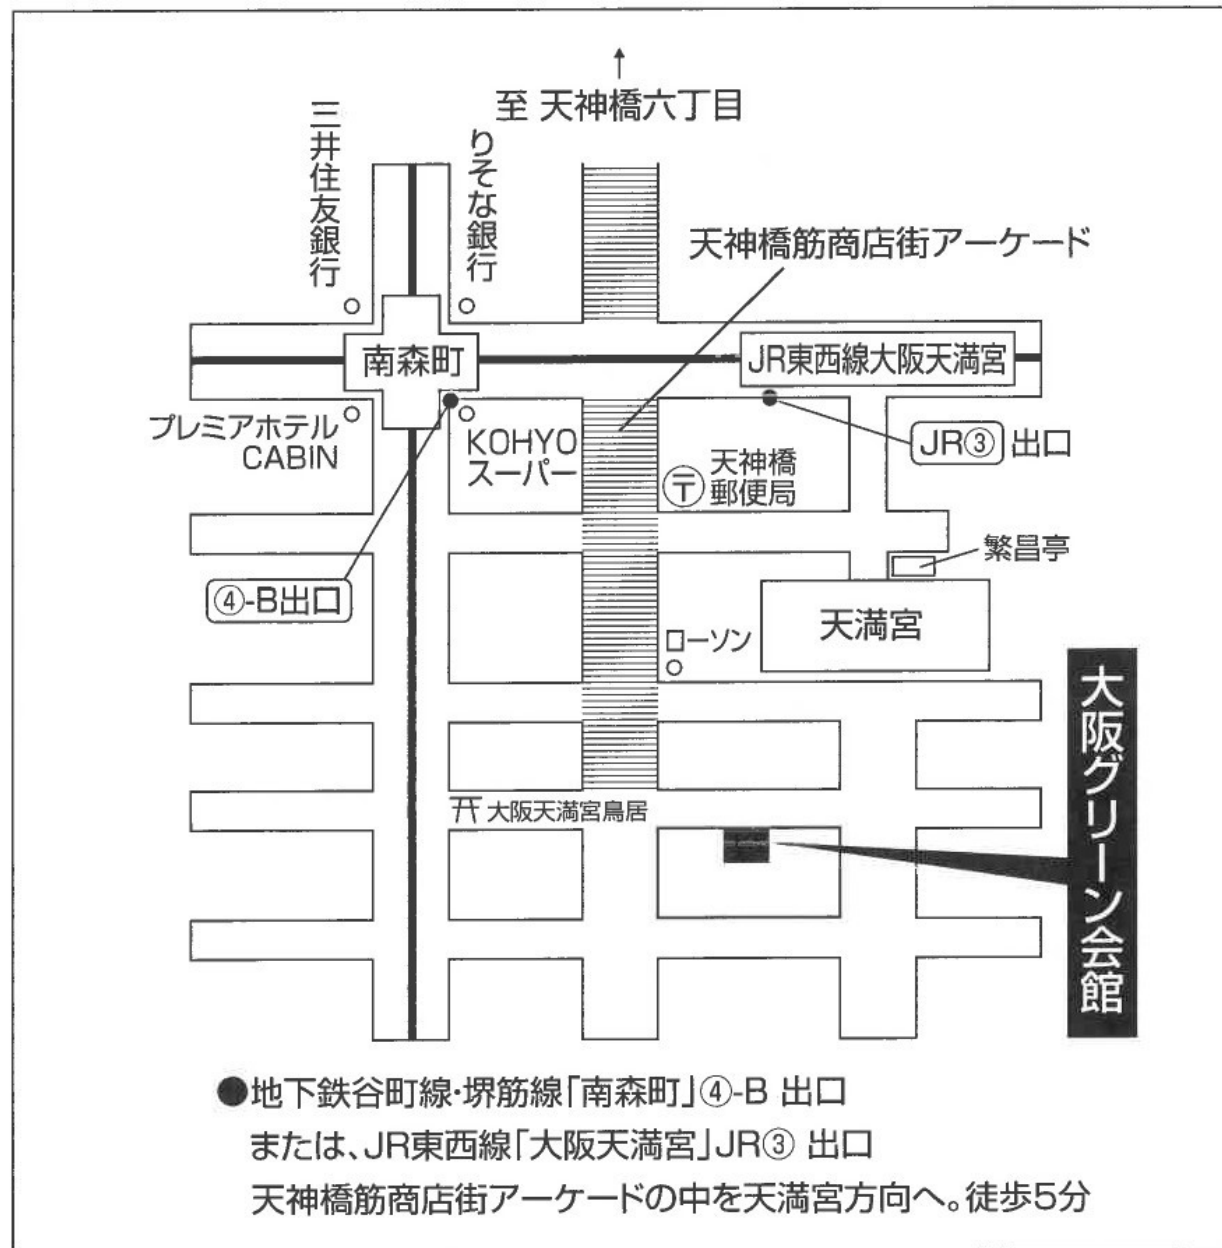 至 天神橋六丁目
三井住友銀行
りそな銀行
天神橋筋商店街アーケード
南森町
JR東西線大阪天満宮
プレミアホテル
CABIN
KOHYO
スーパー
〒
天神橋
郵便局
JR③ 出口
④-B出口
繁昌亭
天満宮
ローソン
大阪グリーン会館
大阪天満宮鳥居
●地下鉄谷町線・堺筋線「南森町」④-B 出口
または、JR東西線「大阪天満宮」JR③ 出口
天神橋筋商店街アーケードの中を天満宮方向へ。徒歩5分